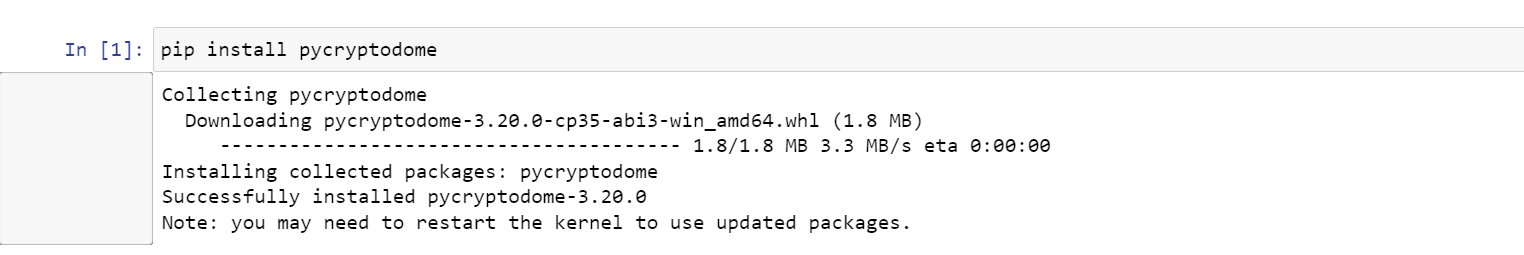 In [1]: pip install pycryptodome
Collecting pycryptodome
  Downloading pycryptodome-3.20.0-cp35-abi3-win_amd64.whl (1.8 MB)
     ---------------------------------------- 1.8/1.8 MB 3.3 MB/s eta 0:00:00
Installing collected packages: pycryptodome
Successfully installed pycryptodome-3.20.0
Note: you may need to restart the kernel to use updated packages.